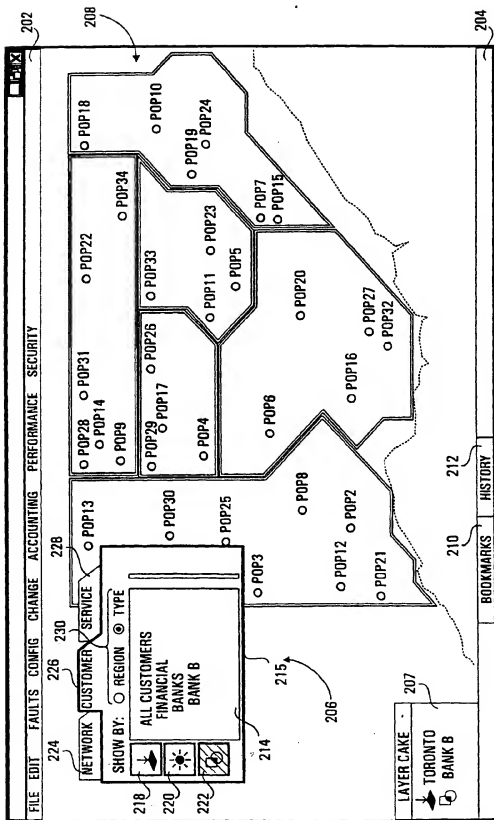 FILE EDIT FAULTS CONFIG CHANGE ACCOUNTING PERFORMANCE SECURITY
202
224
226
228
230
NETWORK CUSTOMER SERVICE
SHOW BY: REGION TYPE
ALL CUSTOMERS
FINANCIAL
BANKS
BANK B
218
220
222
214
215
206
208
POP13
POP30
POP25
POP3
POP8
POP12
POP2
POP21
POP28
POP14
POP9
POP31
POP22
POP34
POP18
POP10
POP19
POP24
POP7
POP15
POP29
POP17
POP26
POP4
POP33
POP11
POP23
POP5
POP6
POP20
POP16
POP27
POP32
LAYER CAKE
TORONTO
BANK B
207
210
212
BOOKMARKS HISTORY
204